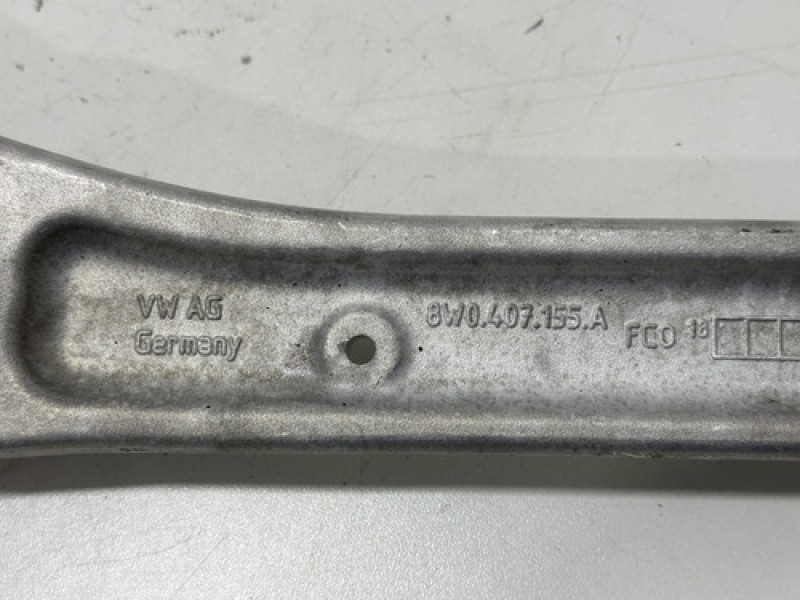 VW AG
Germany
8W0.407.155.A
FCO 18